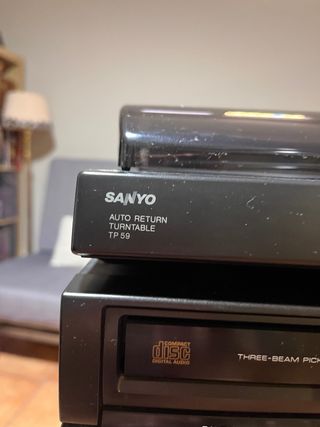 SANYO
AUTO RETURN
TURNTABLE
TP 59
COMPACT
disc
DIGITAL AUDIO
THREE-BEAM PICK